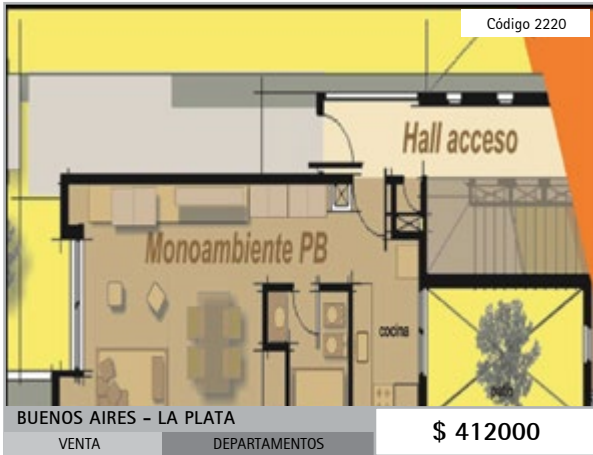 Código 2220
Hall acceso
Monoambiente PB
cocina
patio
BUENOS AIRES - LA PLATA
VENTA
DEPARTAMENTOS
$ 412000